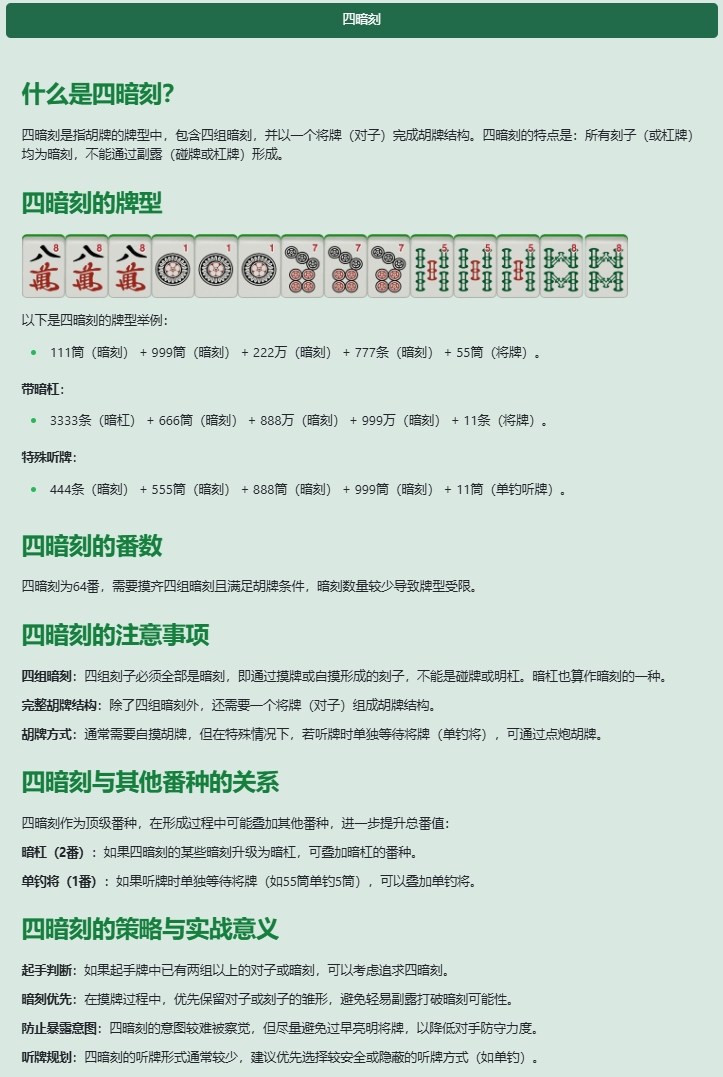 四暗刻
什么是四暗刻？
四暗刻是指胡牌的牌型中，包含四组暗刻，并以一个将牌（对子）完成胡牌结构。四暗刻的特点是：所有刻子（或杠牌）
均为暗刻，不能通过副露（碰牌或杠牌）形成。
四暗刻的牌型
八萬8 八萬8 八萬8 1 1 1 7 7 7 5 5 5 8 8
以下是四暗刻的牌型举例：
111筒（暗刻） + 999筒（暗刻） + 222万（暗刻） + 777条（暗刻） + 55筒（将牌）。
带暗杠：
3333条（暗杠） + 666筒（暗刻） + 888万（暗刻） + 999万（暗刻） + 11条（将牌）。
特殊听牌：
444条（暗刻） + 555筒（暗刻） + 888筒（暗刻） + 999筒（暗刻） + 11筒（单钓听牌）。
四暗刻的番数
四暗刻为64番，需要摸齐四组暗刻且满足胡牌条件，暗刻数量较少导致牌型受限。
四暗刻的注意事项
四组暗刻：四组刻子必须全部是暗刻，即通过摸牌或自摸形成的刻子，不能是碰牌或明杠。暗杠也算作暗刻的一种。
完整胡牌结构：除了四组暗刻外，还需要一个将牌（对子）组成胡牌结构。
胡牌方式：通常需要自摸胡牌，但在特殊情况下，若听牌时单独等待将牌（单钓将），可通过点炮胡牌。
四暗刻与其他番种的关系
四暗刻作为顶级番种，在形成过程中可能叠加其他番种，进一步提升总番值：
暗杠（2番）：如果四暗刻的某些暗刻升级为暗杠，可叠加暗杠的番种。
单钓将（1番）：如果听牌时单独等待将牌（如55筒单钓5筒），可以叠加单钓将。
四暗刻的策略与实战意义
起手判断：如果起手牌中已有两组以上的对子或暗刻，可以考虑追求四暗刻。
暗刻优先：在摸牌过程中，优先保留对子或刻子的雏形，避免轻易副露打破暗刻可能性。
防止暴露意图：四暗刻的意图较难被察觉，但尽量避免过早亮明将牌，以降低对手防守力度。
听牌规划：四暗刻的听牌形式通常较少，建议优先选择较安全或隐蔽的听牌方式（如单钓）。